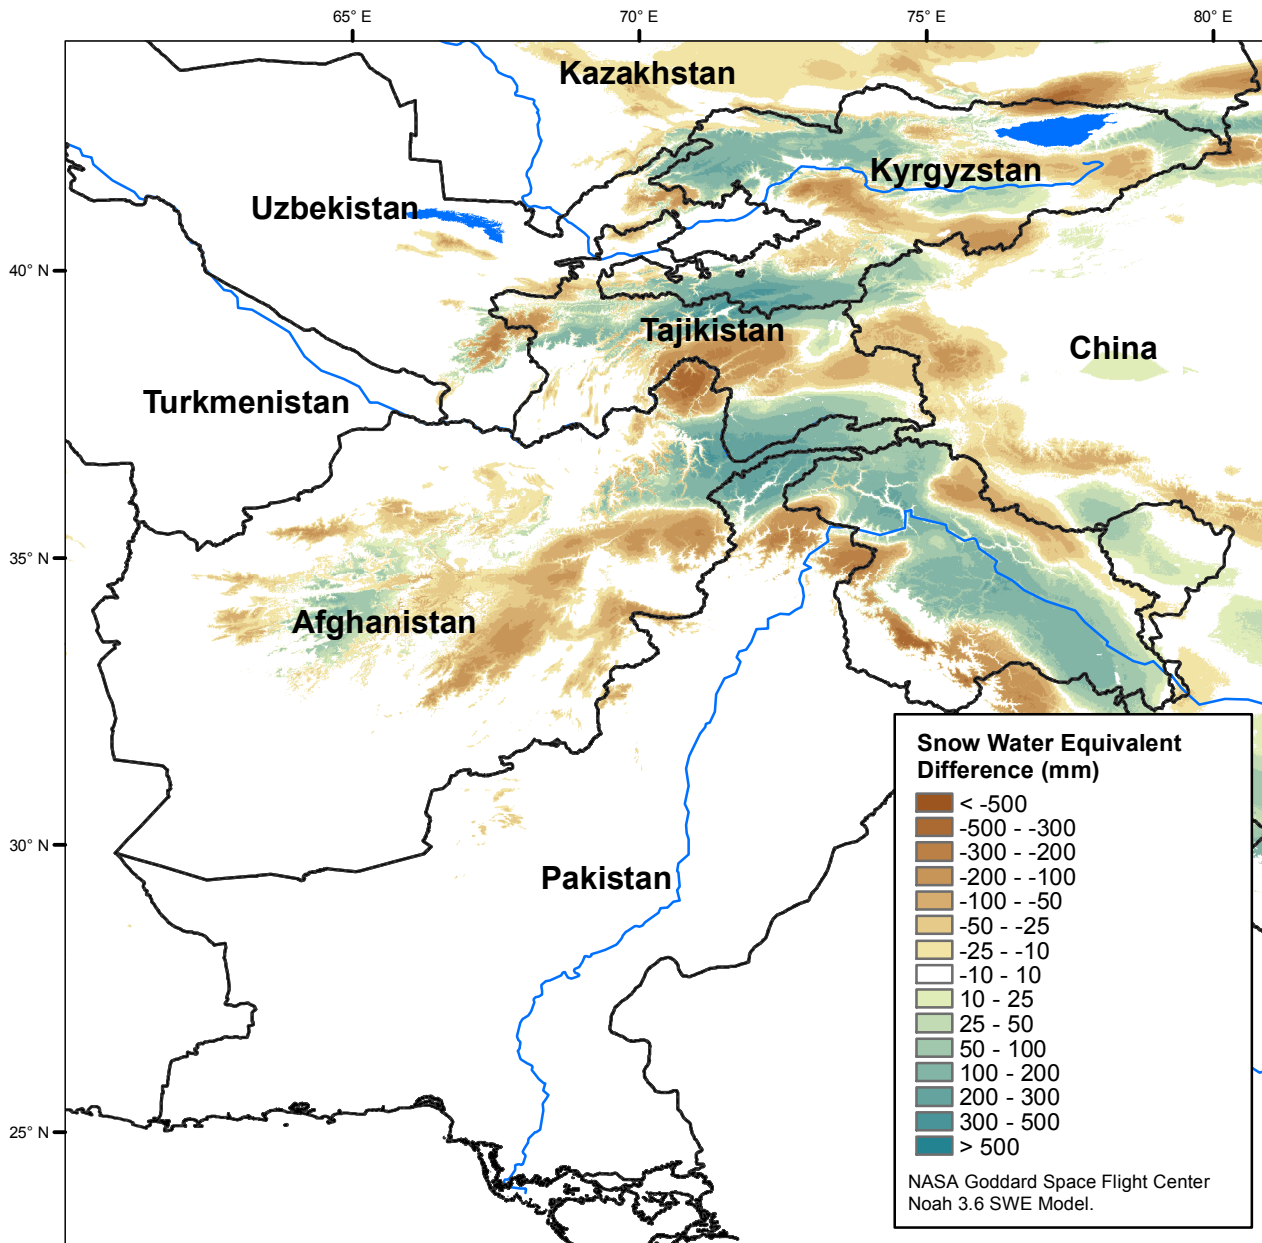 65° E
70° E
75° E
80° E
Kazakhstan
Kyrgyzstan
Uzbekistan
40° N
Tajikistan
China
Turkmenistan
35° N
Afghanistan
30° N
Pakistan
25° N
Snow Water Equivalent
Difference (mm)
< -500
-500 - -300
-300 - -200
-200 - -100
-100 - -50
-50 - -25
-25 - -10
-10 - 10
10 - 25
25 - 50
50 - 100
100 - 200
200 - 300
300 - 500
> 500
NASA Goddard Space Flight Center
Noah 3.6 SWE Model.